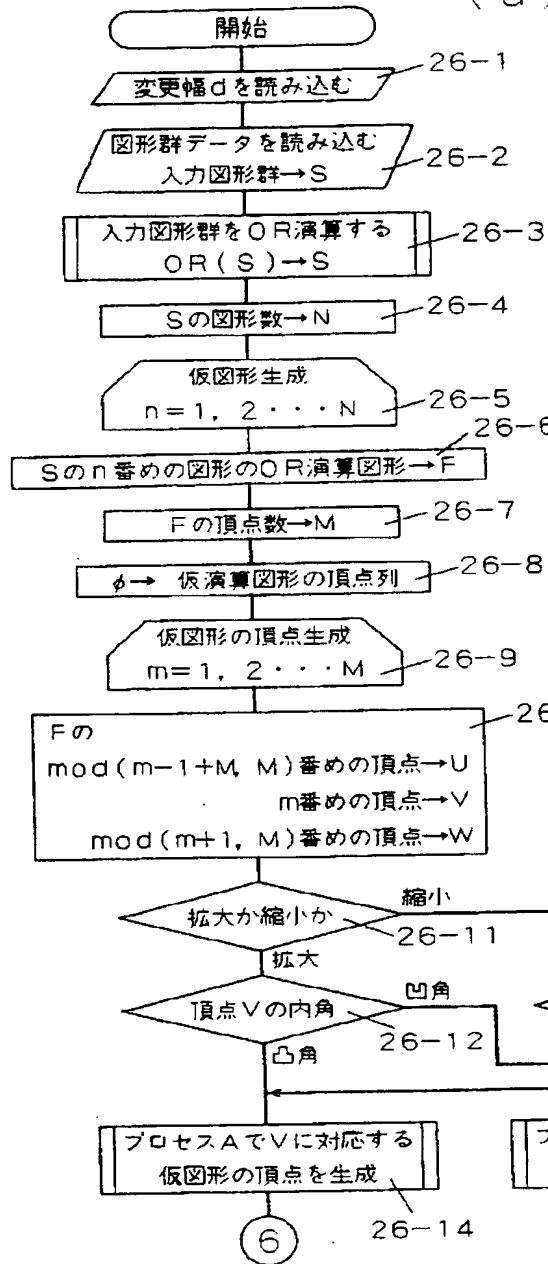 (a)
開始
変更幅dを読み込む
26-1
図形群データを読み込む
入力図形群→S
26-2
入力図形群をOR演算する
OR(S)→S
26-3
Sの図形数→N
26-4
仮図形生成
n=1, 2・・・N
26-5
Sのn番めの図形のOR演算図形→F
26-6
Fの頂点数→M
26-7
φ→ 仮演算図形の頂点列
26-8
仮図形の頂点生成
m=1, 2・・・M
26-9
26
Fの
mod(m-1+M, M)番めの頂点→U
m番めの頂点→V
mod(m+1, M)番めの頂点→W
拡大か縮小か
縮小
26-11
拡大
頂点Vの内角
凹角
26-12
凸角
プロセスAでVに対応する
仮図形の頂点を生成
26-14
6